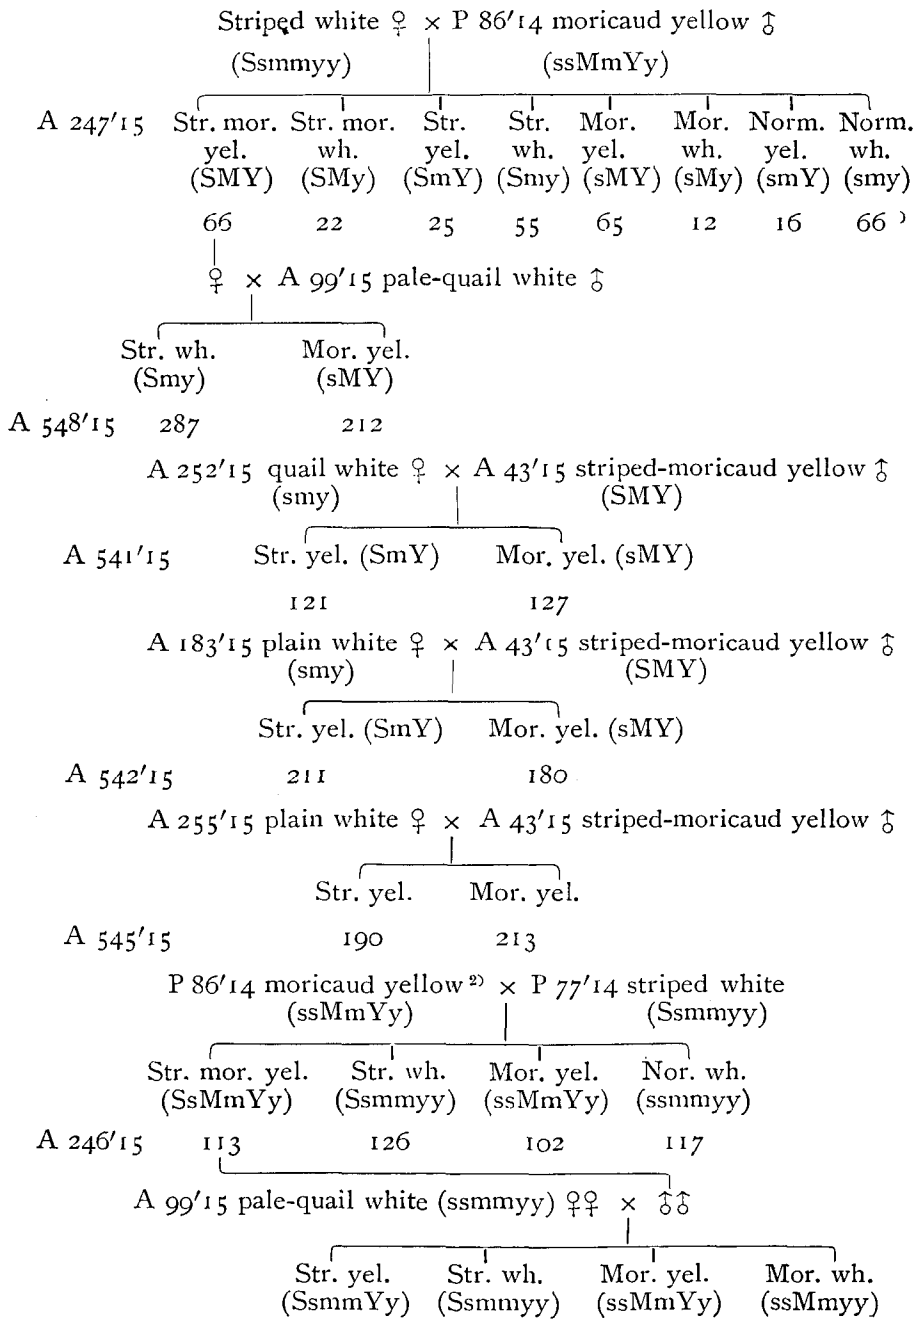 Striped white ♀ × P 86′14 moricaud yellow ♂
(Ssmmyy) (ssMmYy)
A 247′15 Str. mor. Str. mor. Str. Str. Mor. Mor. Norm. Norm.
yel. wh. yel. wh. yel. wh. yel. wh.
(SMY) (SMy) (SmY) (Smy) (sMY) (sMy) (smY) (smy)
66 22 25 55 65 12 16 66 )
♀ × A 99′15 pale-quail white ♂
Str. wh. Mor. yel.
(Smy) (sMY)
A 548′15 287 212
A 252′15 quail white ♀ × A 43′15 striped-moricaud yellow ♂
(smy) (SMY)
A 541′15 Str. yel. (SmY) Mor. yel. (sMY)
121 127
A 183′15 plain white ♀ × A 43′15 striped-moricaud yellow ♂
(smy) (SMY)
Str. yel. (SmY) Mor. yel. (sMY)
A 542′15 211 180
A 255′15 plain white ♀ × A 43′15 striped-moricaud yellow ♂
Str. yel. Mor. yel.
A 545′15 190 213
P 86′14 moricaud yellow ²⁾ × P 77′14 striped white
(ssMmYy) (Ssmmyy)
Str. mor. yel. Str. wh. Mor. yel. Nor. wh.
(SsMmYy) (Ssmmyy) (ssMmYy) (ssmmyy)
A 246′15 113 126 102 117
A 99′15 pale-quail white (ssmmyy) ♀♀ × ♂♂
Str. yel. Str. wh. Mor. yel. Mor. wh.
(SsmmYy) (Ssmmyy) (ssMmYy) (ssMmyy)